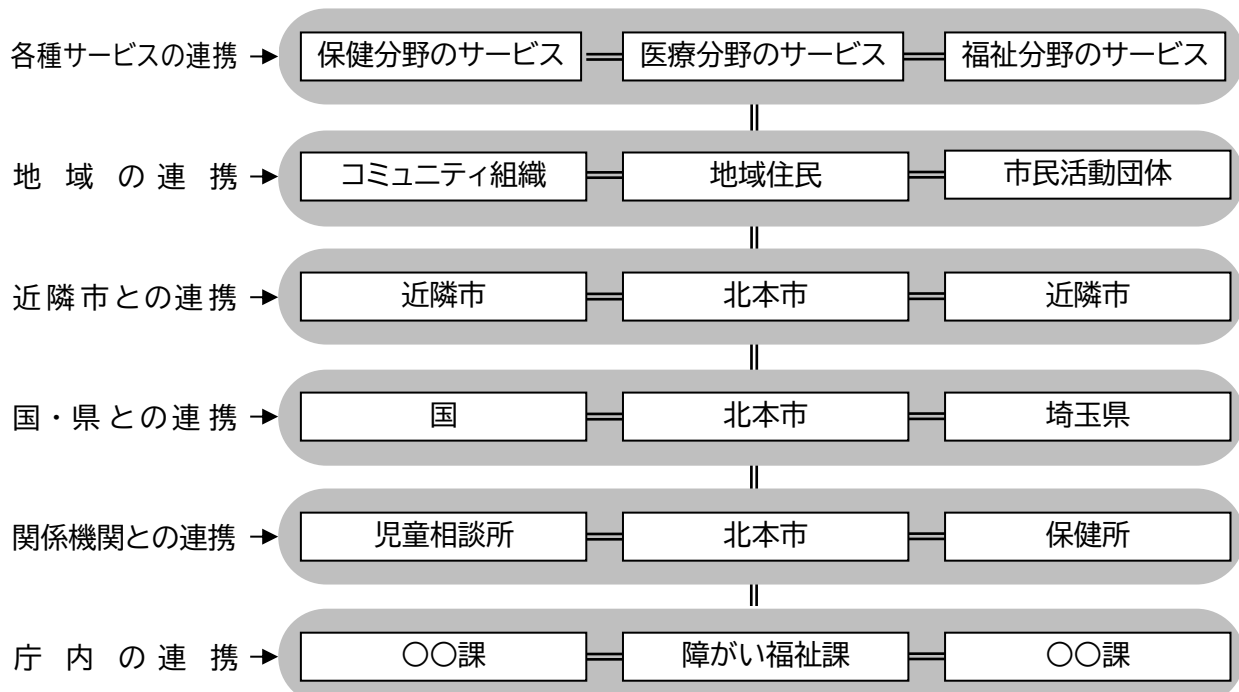 各種サービスの連携 保健分野のサービス 医療分野のサービス 福祉分野のサービス
地域の連携 コミュニティ組織 地域住民 市民活動団体
近隣市との連携 近隣市 北本市 近隣市
国・県との連携 国 北本市 埼玉県
関係機関との連携 児童相談所 北本市 保健所
庁内の連携 〇〇課 障がい福祉課 〇〇課